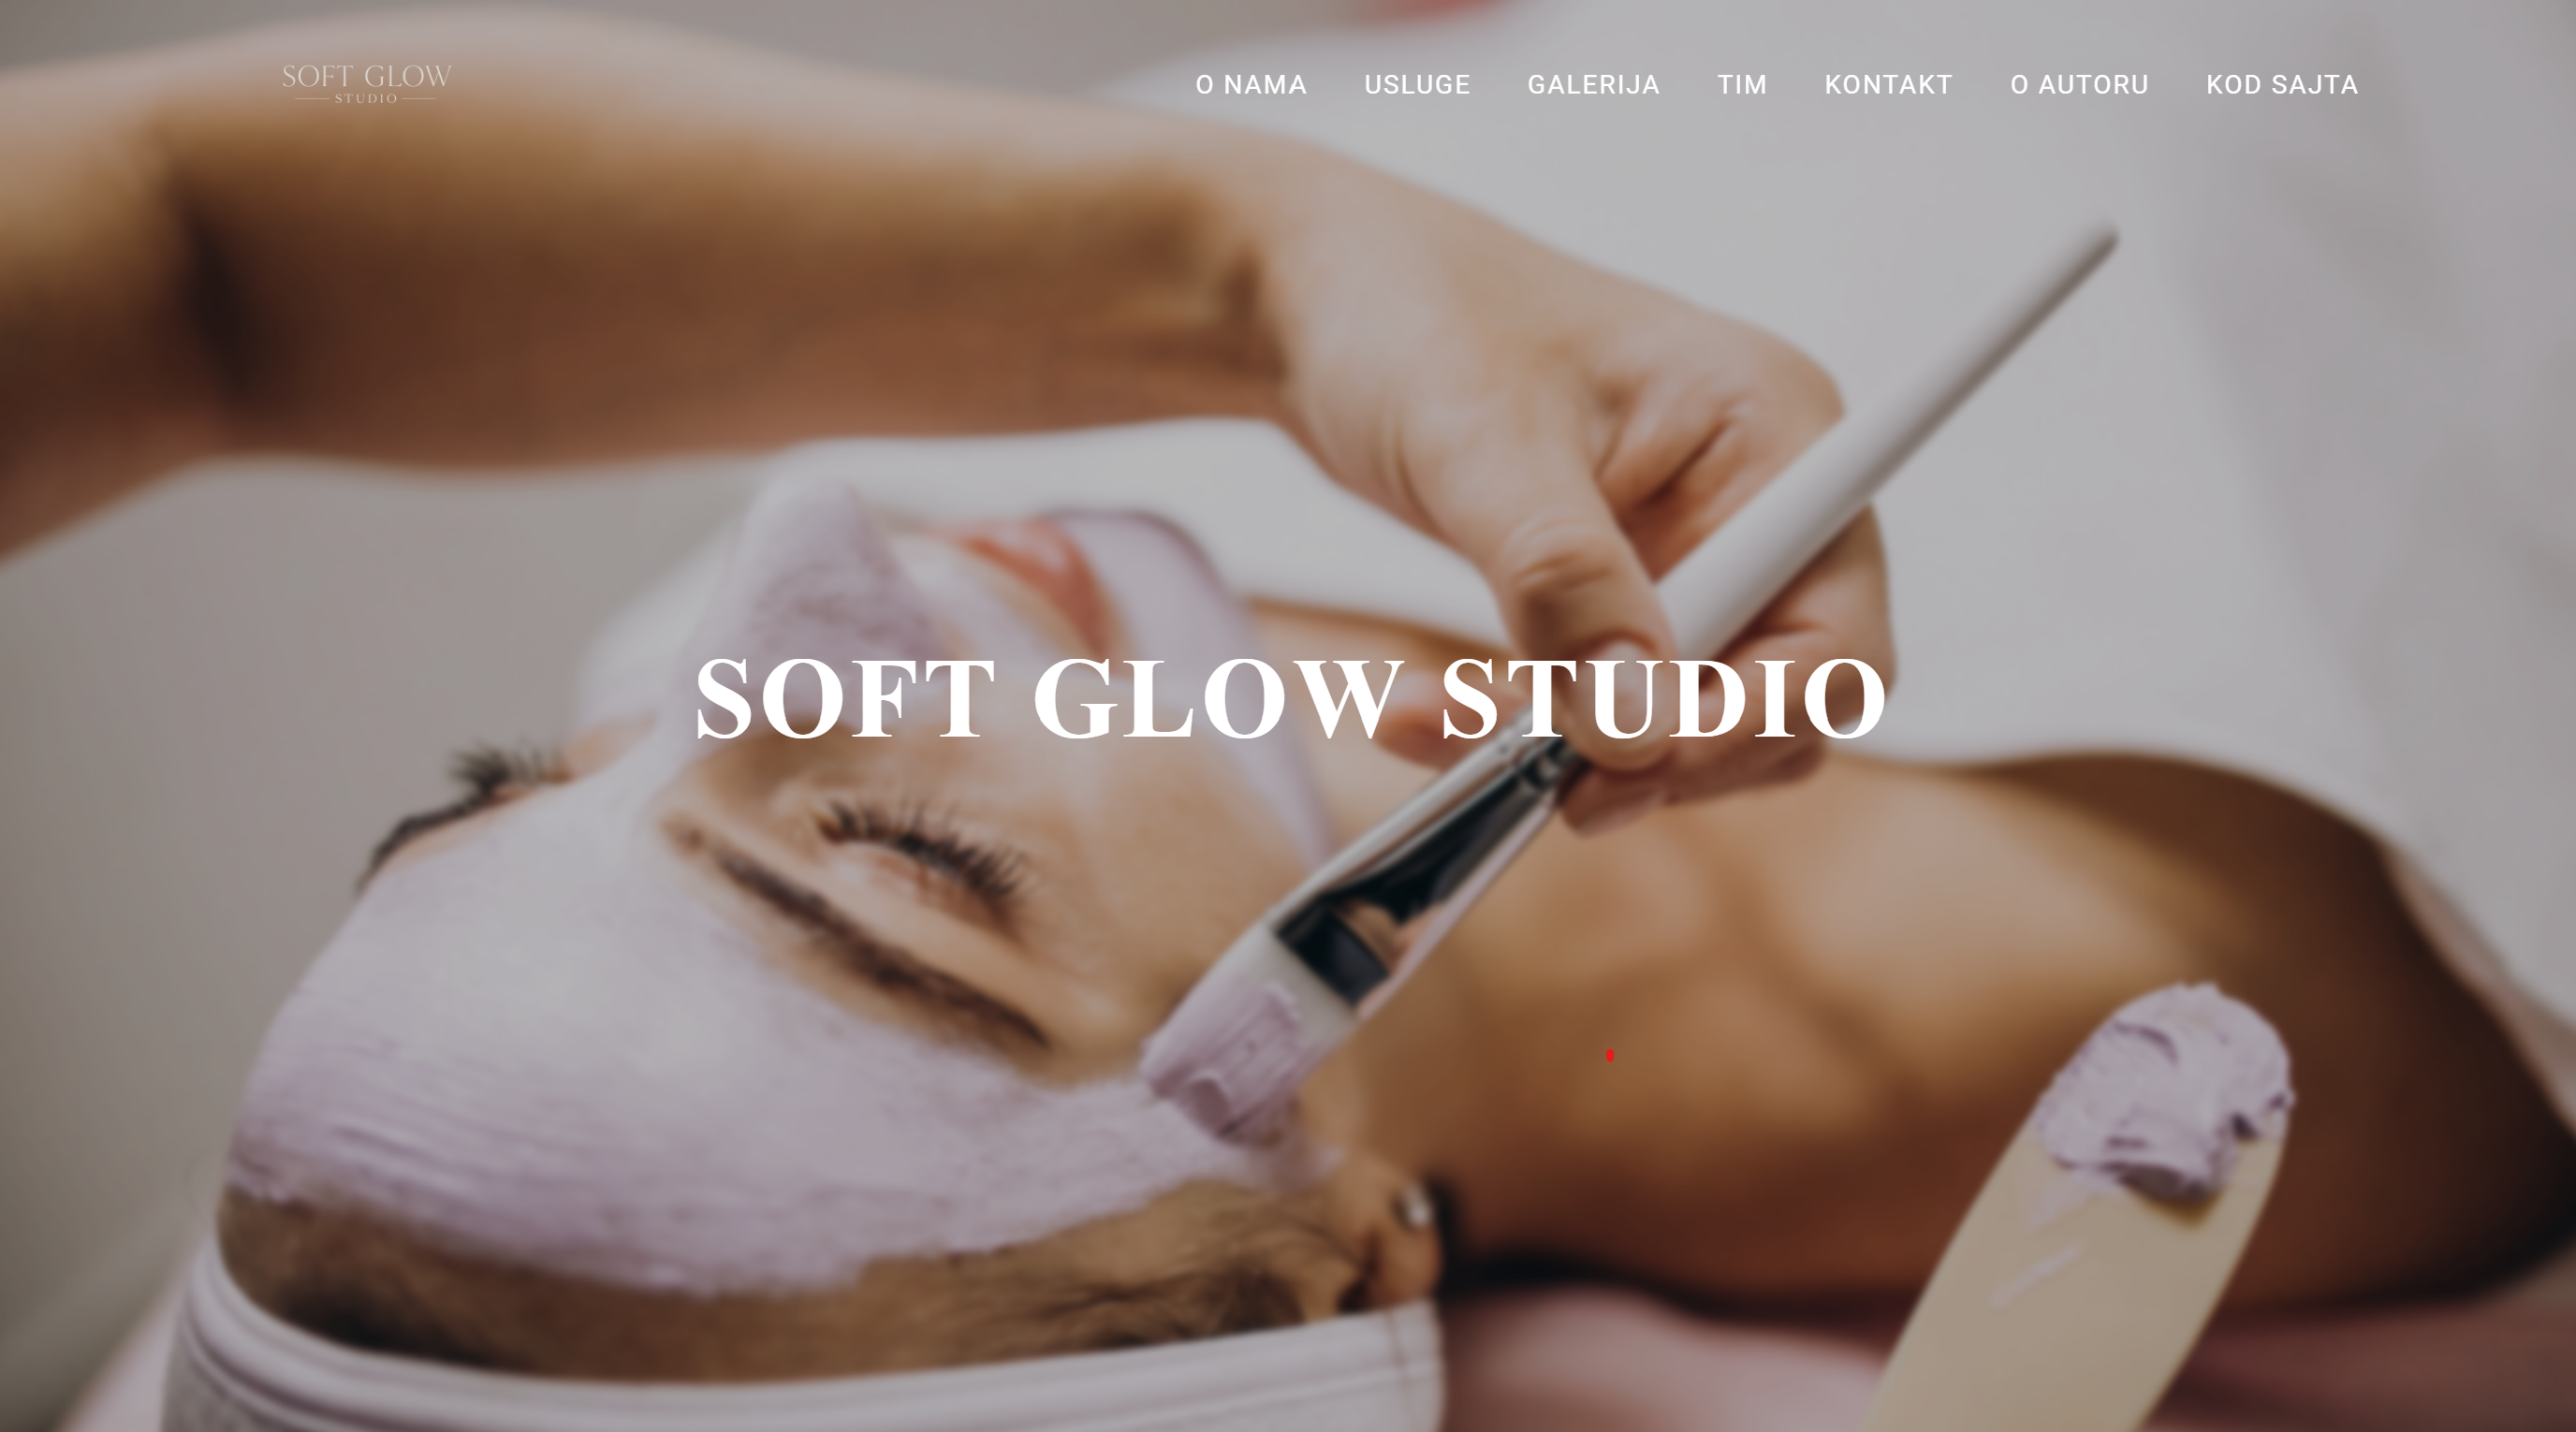 SOFT GLOW
STUDIO
O NAMA USLUGE GALERIJA TIM KONTAKT O AUTORU KOD SAJTA
SOFT GLOW STUDIO